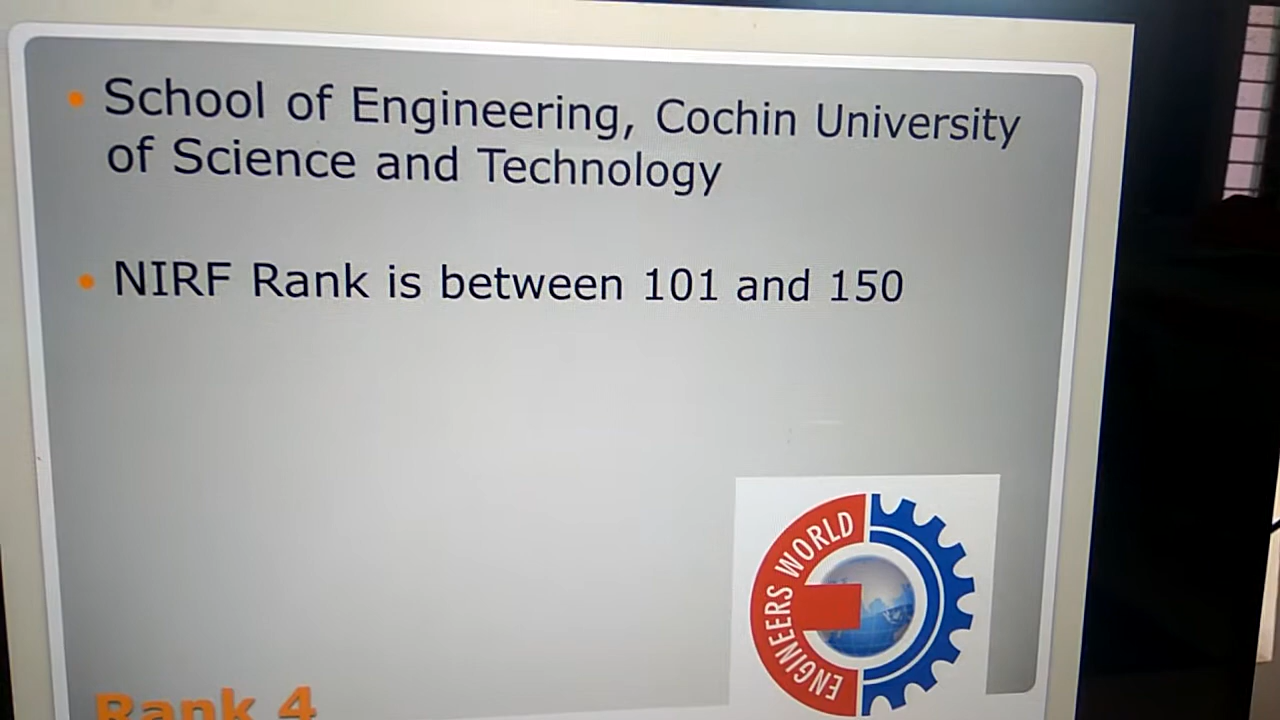 School of Engineering, Cochin University
of Science and Technology
NIRF Rank is between 101 and 150
ENGINEERS WORLD
Rank 4